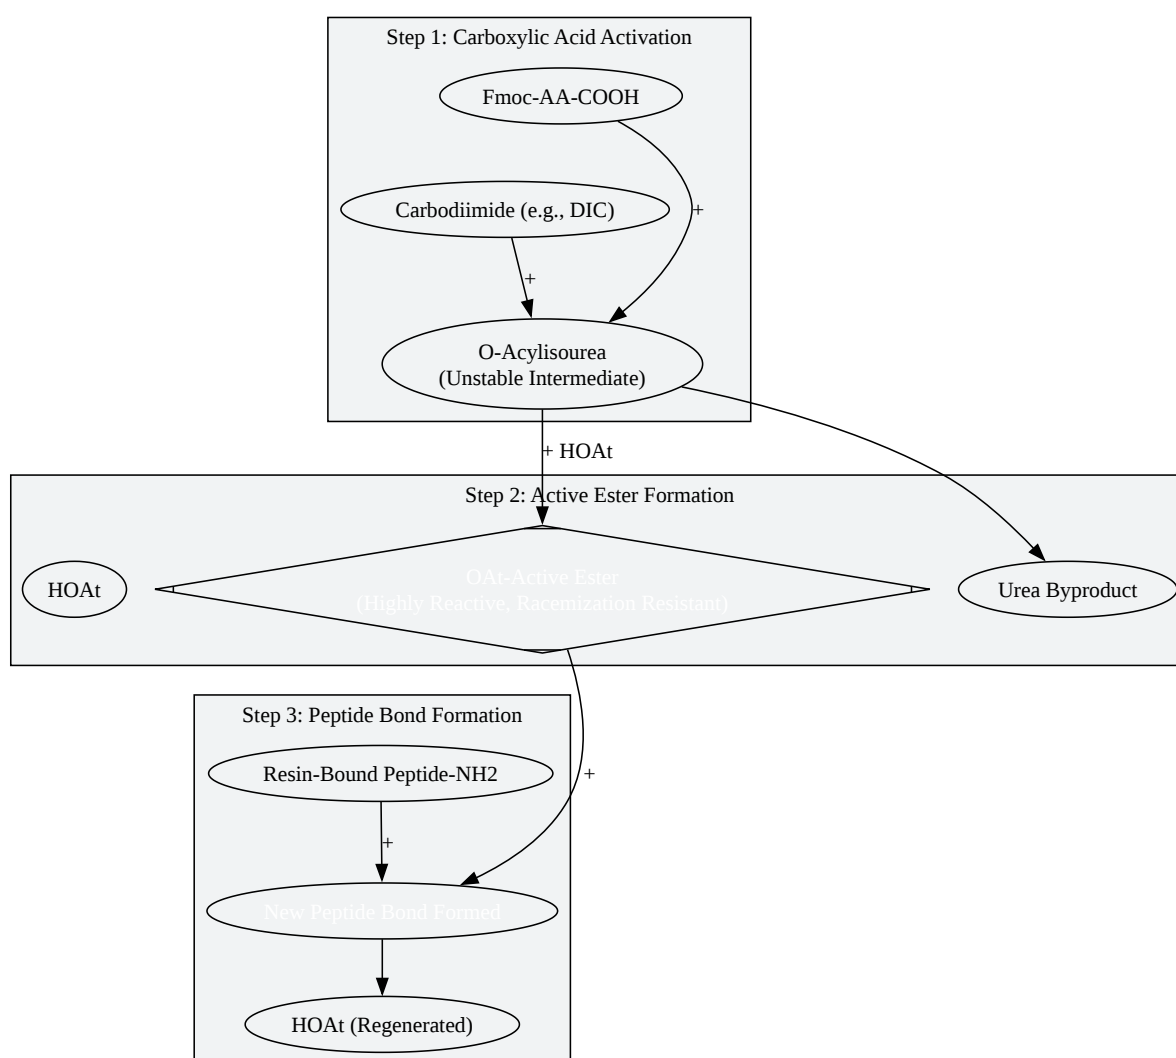 Step 1: Carboxylic Acid Activation
Fmoc-AA-COOH
Carbodiimide (e.g., DIC)
+
+
O-Acylisourea
(Unstable Intermediate)
+ HOAt
Step 2: Active Ester Formation
HOAt
OAt-Active Ester
(Highly Reactive, Racemization Resistant)
Urea Byproduct
Step 3: Peptide Bond Formation
Resin-Bound Peptide-NH2
+
+
New Peptide Bond Formed
HOAt (Regenerated)